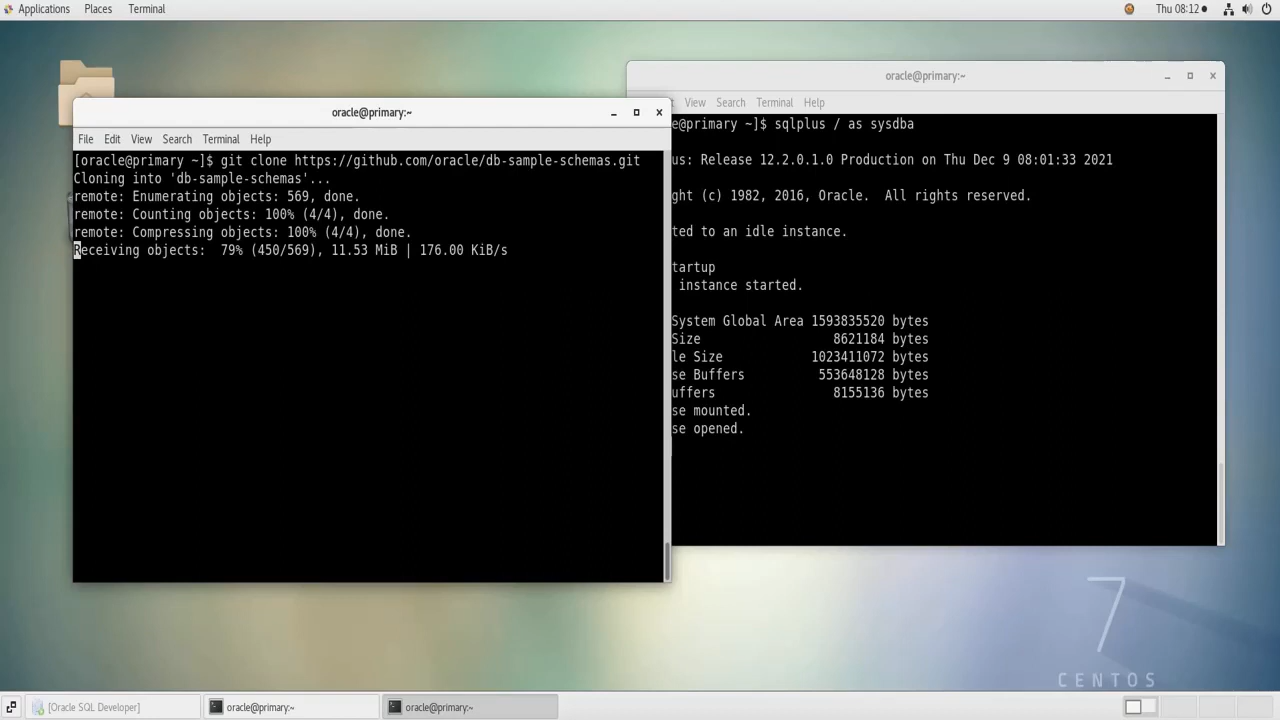 Applications Places Terminal Thu 08:12
oracle@primary:~
File Edit View Search Terminal Help
[oracle@primary ~]$ git clone https://github.com/oracle/db-sample-schemas.git
Cloning into 'db-sample-schemas'...
remote: Enumerating objects: 569, done.
remote: Counting objects: 100% (4/4), done.
remote: Compressing objects: 100% (4/4), done.
Receiving objects: 79% (450/569), 11.53 MiB | 176.00 KiB/s
oracle@primary:~
View Search Terminal Help
e@primary ~]$ sqlplus / as sysdba
us: Release 12.2.0.1.0 Production on Thu Dec 9 08:01:33 2021
ght (c) 1982, 2016, Oracle. All rights reserved.
ted to an idle instance.
tartup
instance started.
System Global Area 1593835520 bytes
Size 8621184 bytes
le Size 1023411072 bytes
se Buffers 553648128 bytes
uffers 8155136 bytes
se mounted.
se opened.
7
CENTOS
[Oracle SQL Developer] oracle@primary:~ oracle@primary:~